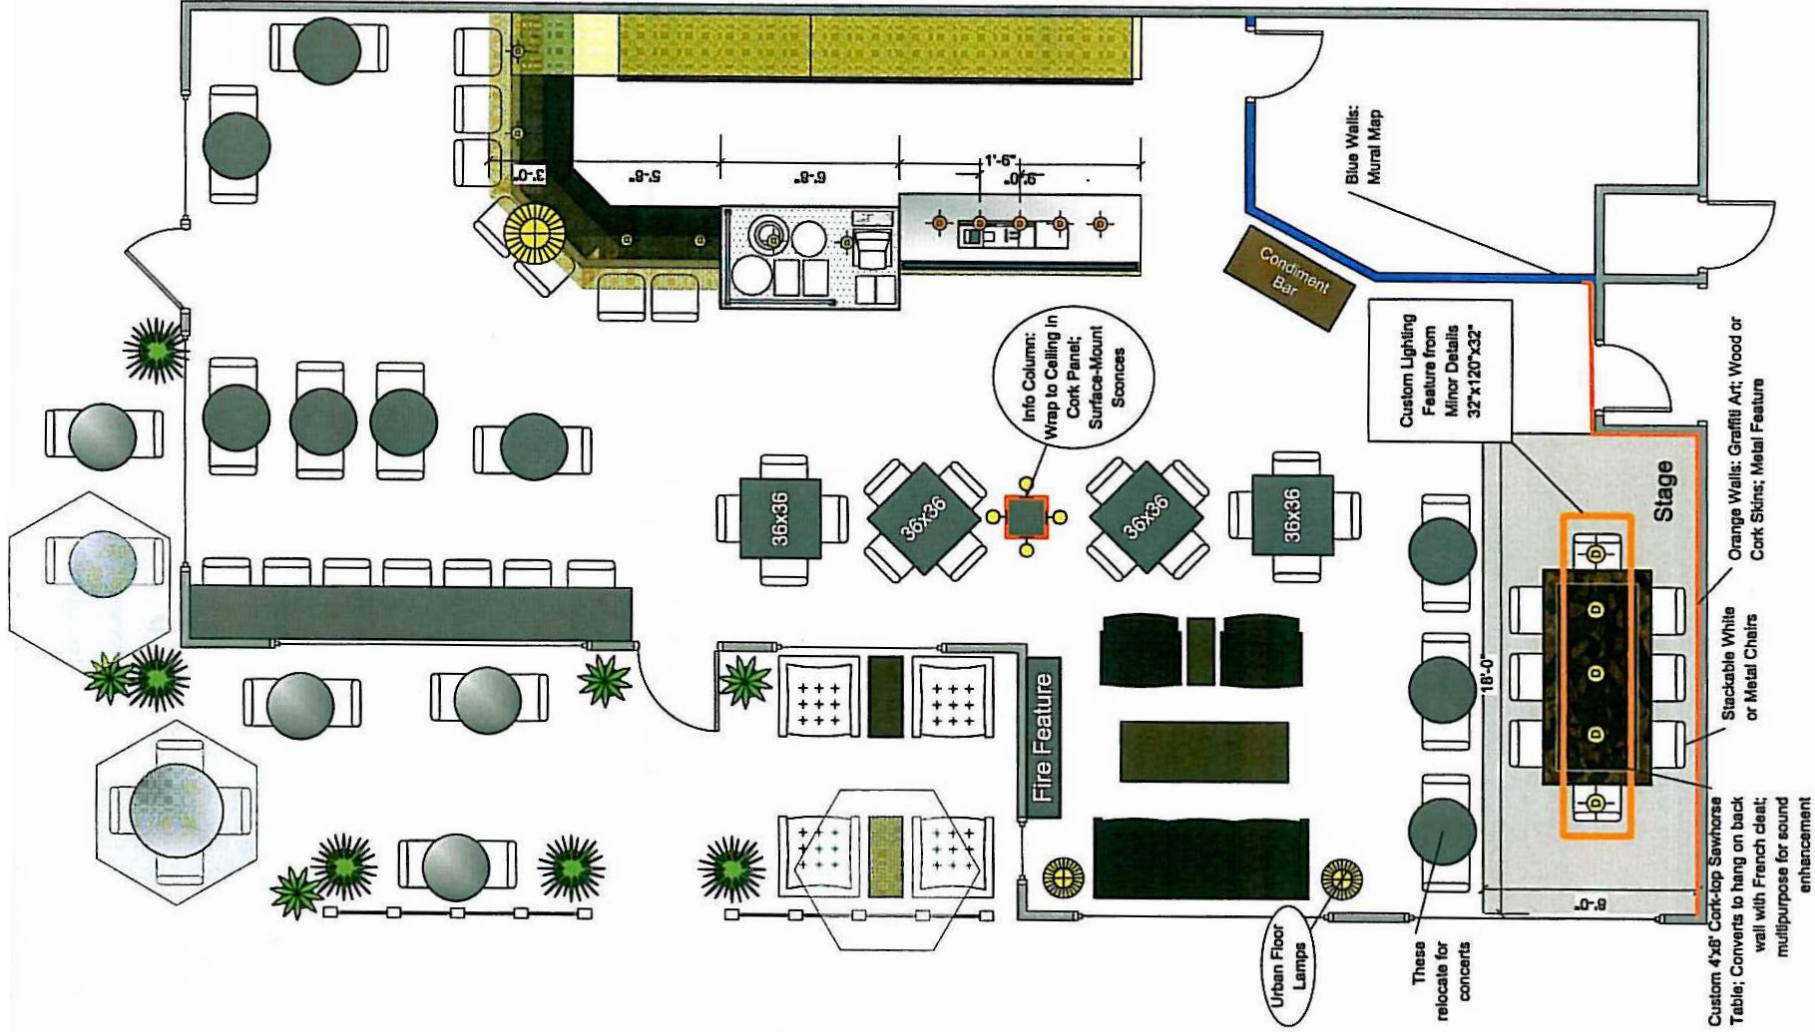 3'-0"
5'-8"
6'-8"
1'-6"
9'-0"
Blue Walls:
Mural Map
Condiment
Bar
Info Column:
Wrap to Ceiling in
Cork Panel;
Surface-Mount
Sconces
Custom Lighting
Feature from
Minor Details
32"x120"x32"
36x36
36x36
36x36
36x36
Stage
Orange Walls: Graffiti Art; Wood or
Cork Skins; Metal Feature
Stackable White
or Metal Chairs
18'-0"
Fire Feature
D
D
D
D
D
8'-0"
Urban Floor
Lamps
These
relocate for
concerts
Custom 4'x8' Cork-top Sawhorse
Table; Converts to hang on back
wall with French cleat;
multipurpose for sound
enhancement